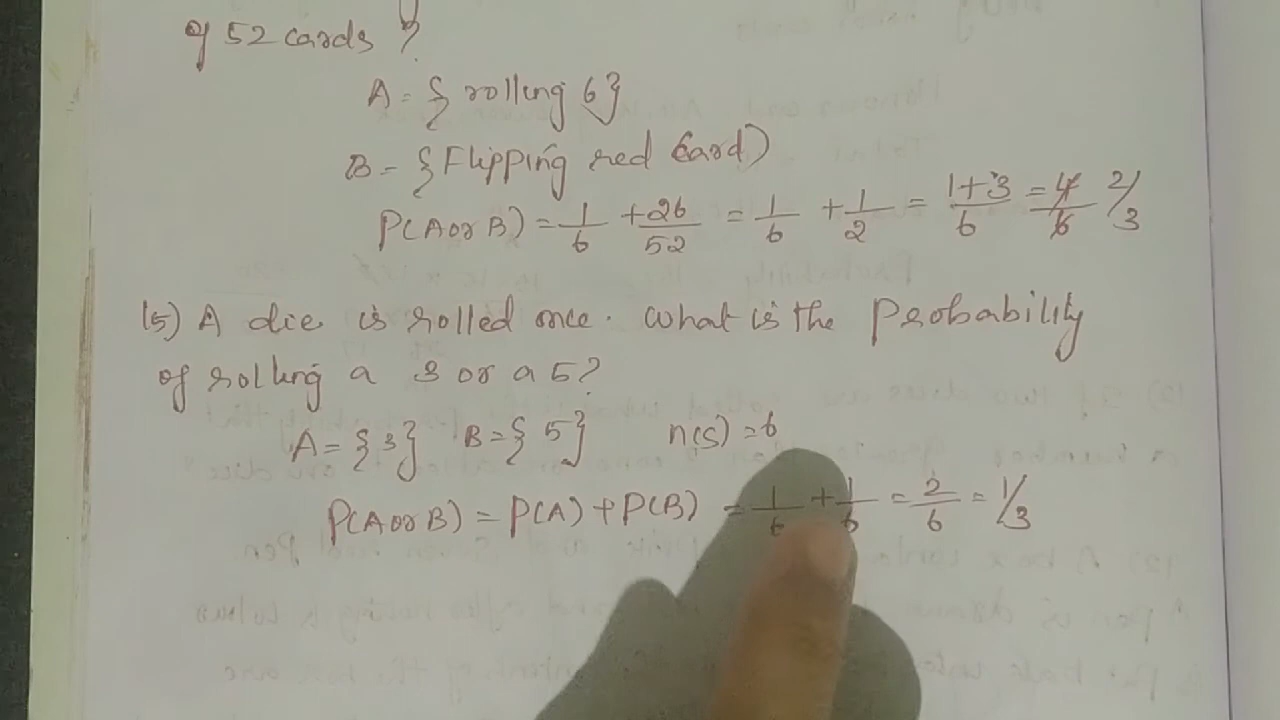 of 52 cards ?
A = { rolling 6}
B = { Flipping red Card)
P(A or B) = 1/6 + 26/52 = 1/6 + 1/2 = 1+3/6 = 4/6 2/3
15) A die is rolled once. What is the Probability
of rolling a 3 or a 5?
A = {3} B = { 5} n(s) = 6
P(A or B) = P(A) + P(B) = 1/6 + 1/6 = 2/6 = 1/3